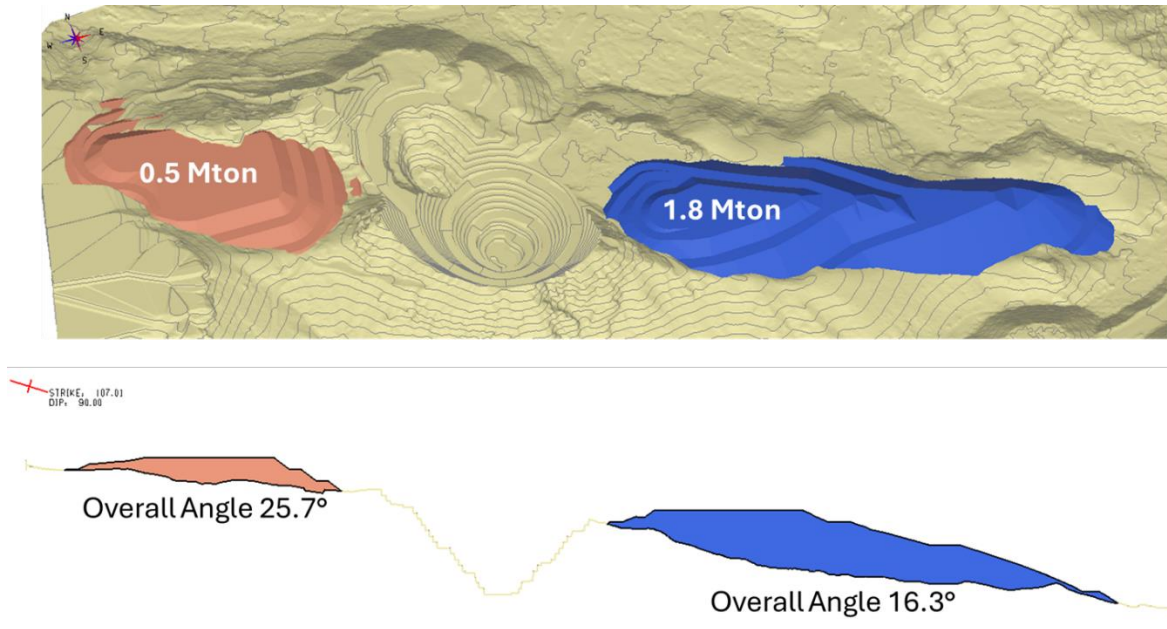 N
E
W
S
0.5 Mton
1.8 Mton
STRIKE: 107.01
DIP: 90.00
Overall Angle 25.7°
Overall Angle 16.3°